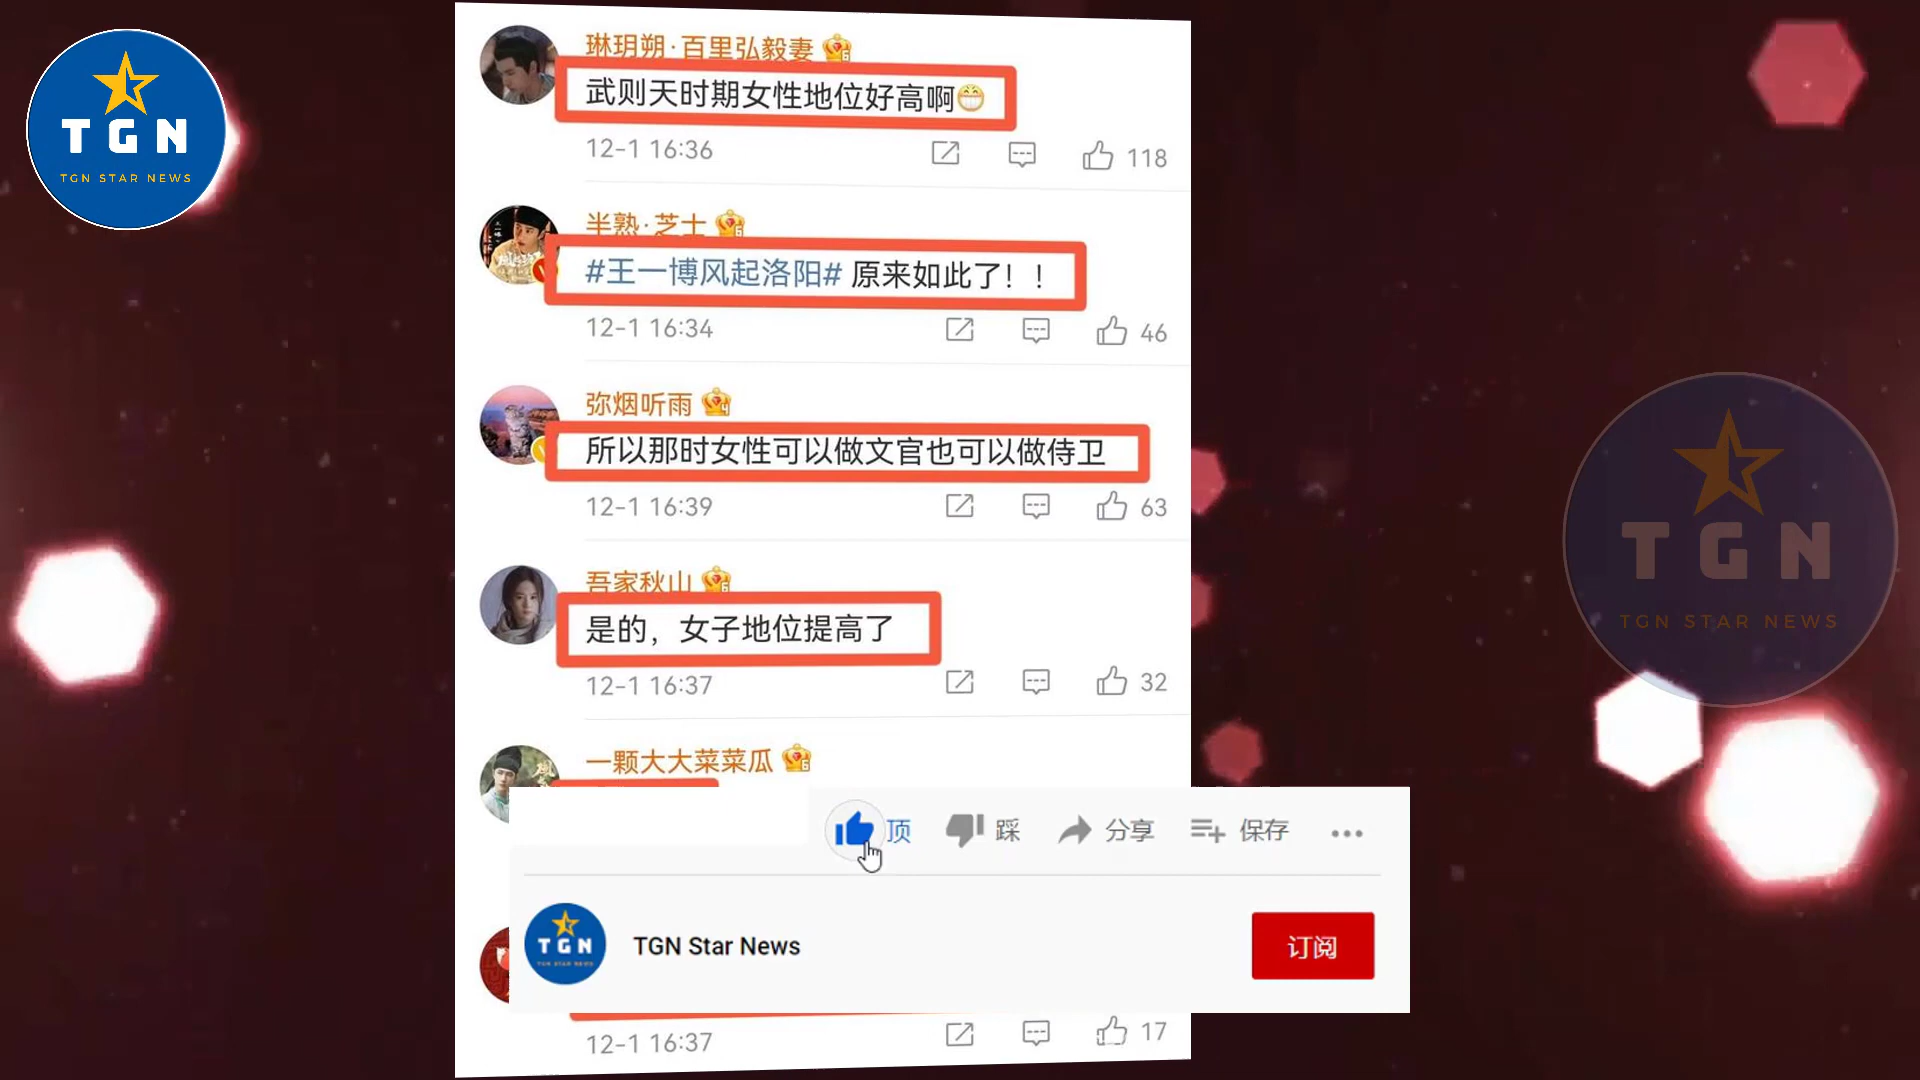 TGN
TGN STAR NEWS
琳玥朔·百里弘毅妻
武则天时期女性地位好高啊
12-1 16:36
118
半熟·芝士
#王一博风起洛阳# 原来如此了！！
12-1 16:34
46
弥烟听雨
所以那时女性可以做文官也可以做侍卫
12-1 16:39
63
吾家秋山
是的，女子地位提高了
12-1 16:37
32
一颗大大菜菜瓜
顶
踩
分享
保存
TGN
TGN Star News
订阅
12-1 16:37
17
TGN
TGN STAR NEWS